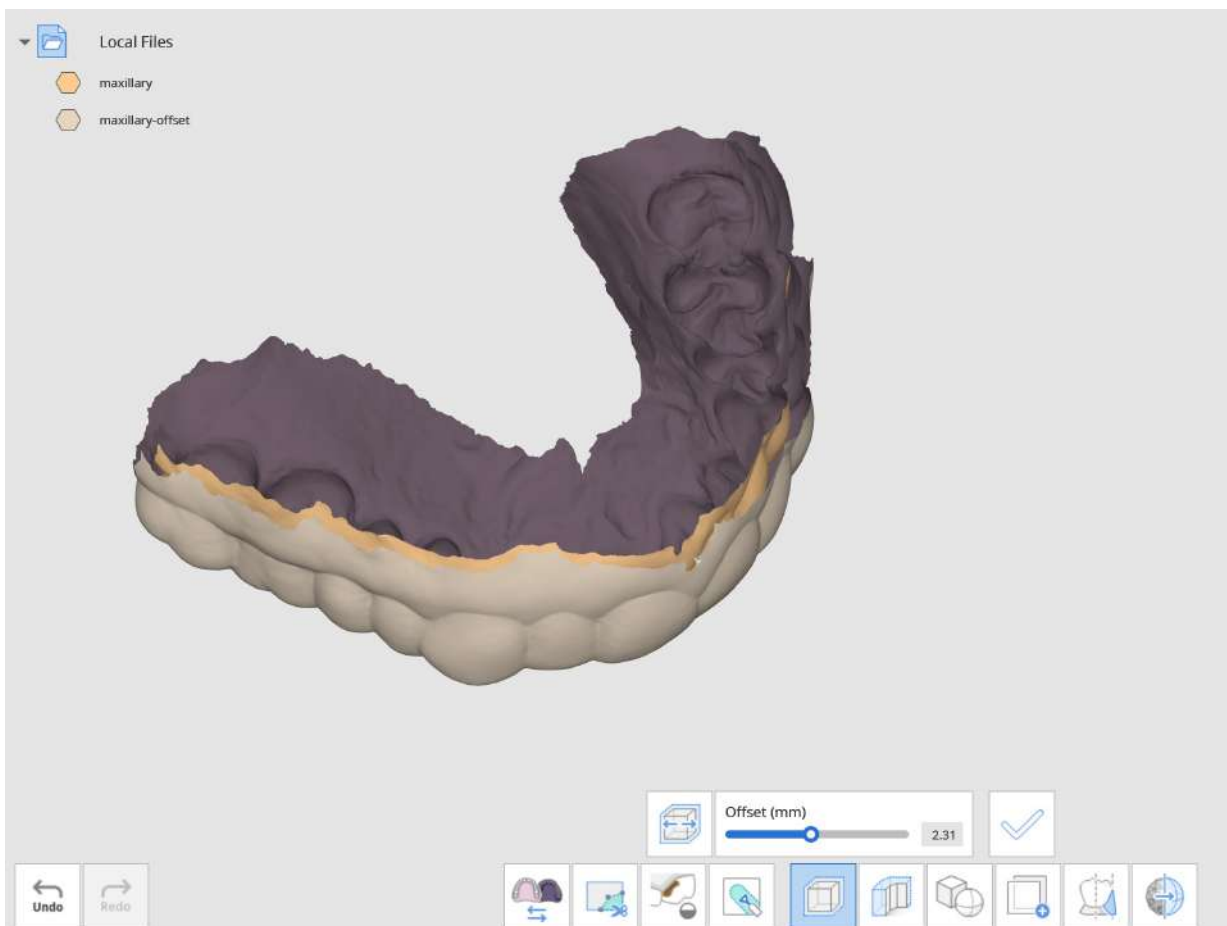 Local Files
maxillary
maxillary-offset
Offset (mm)
2.31
Undo
Redo